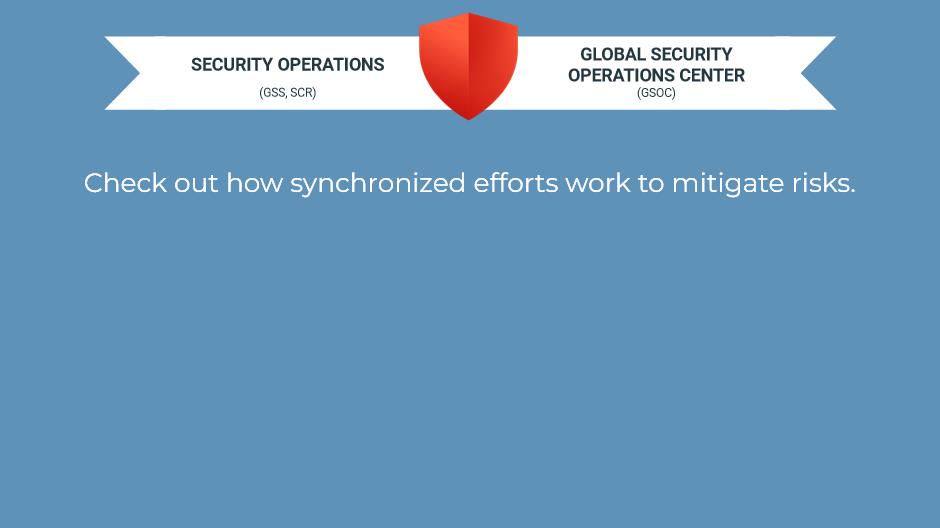 SECURITY OPERATIONS
(GSS, SCR)
GLOBAL SECURITY
OPERATIONS CENTER
(GSOC)
Check out how synchronized efforts work to mitigate risks.